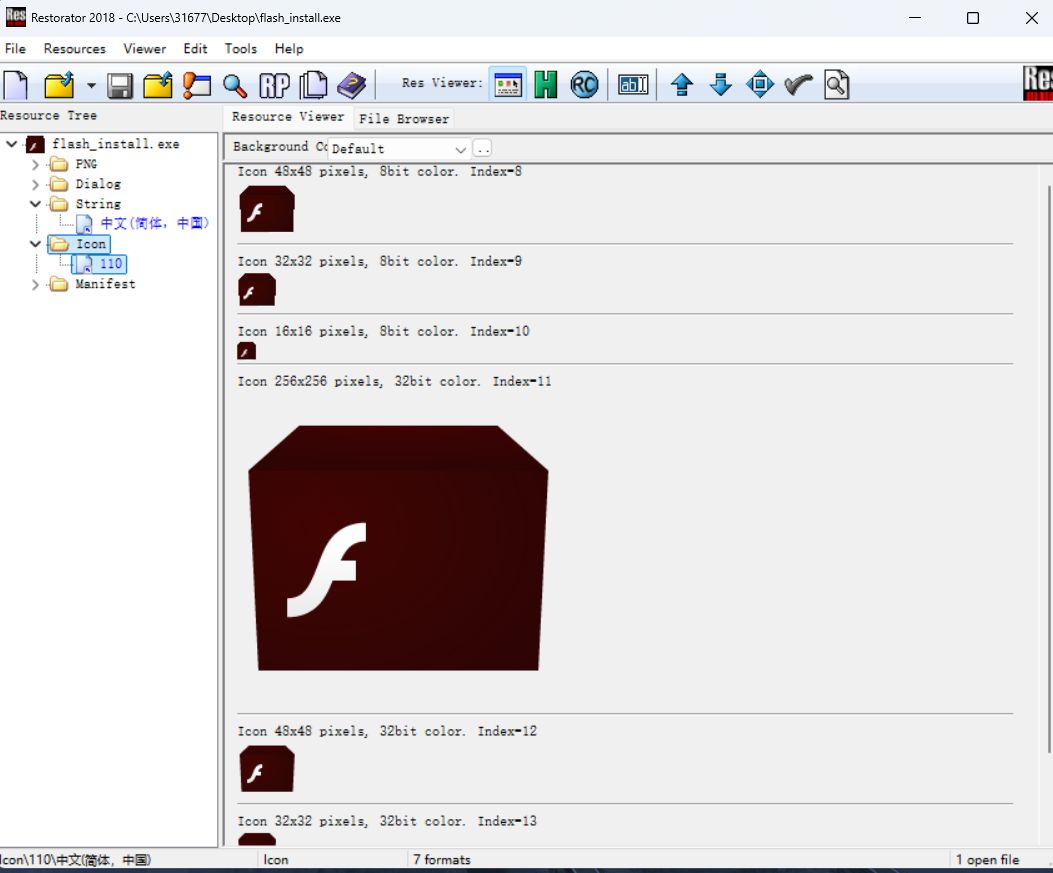 Restorator 2018 - C:\Users\31677\Desktop\flash_install.exe
File Resources Viewer Edit Tools Help
RP Res Viewer: H RC ab
Resource Tree
Resource Viewer File Browser
Background Co Default ..
flash_install.exe
PNG
Dialog
String
中文(简体, 中国)
Icon
110
Manifest
Icon 48x48 pixels, 8bit color. Index=8
Icon 32x32 pixels, 8bit color. Index=9
Icon 16x16 pixels, 8bit color. Index=10
Icon 256x256 pixels, 32bit color. Index=11
Icon 48x48 pixels, 32bit color. Index=12
Icon 32x32 pixels, 32bit color. Index=13
Icon\110\中文(简体, 中国) Icon 7 formats 1 open file